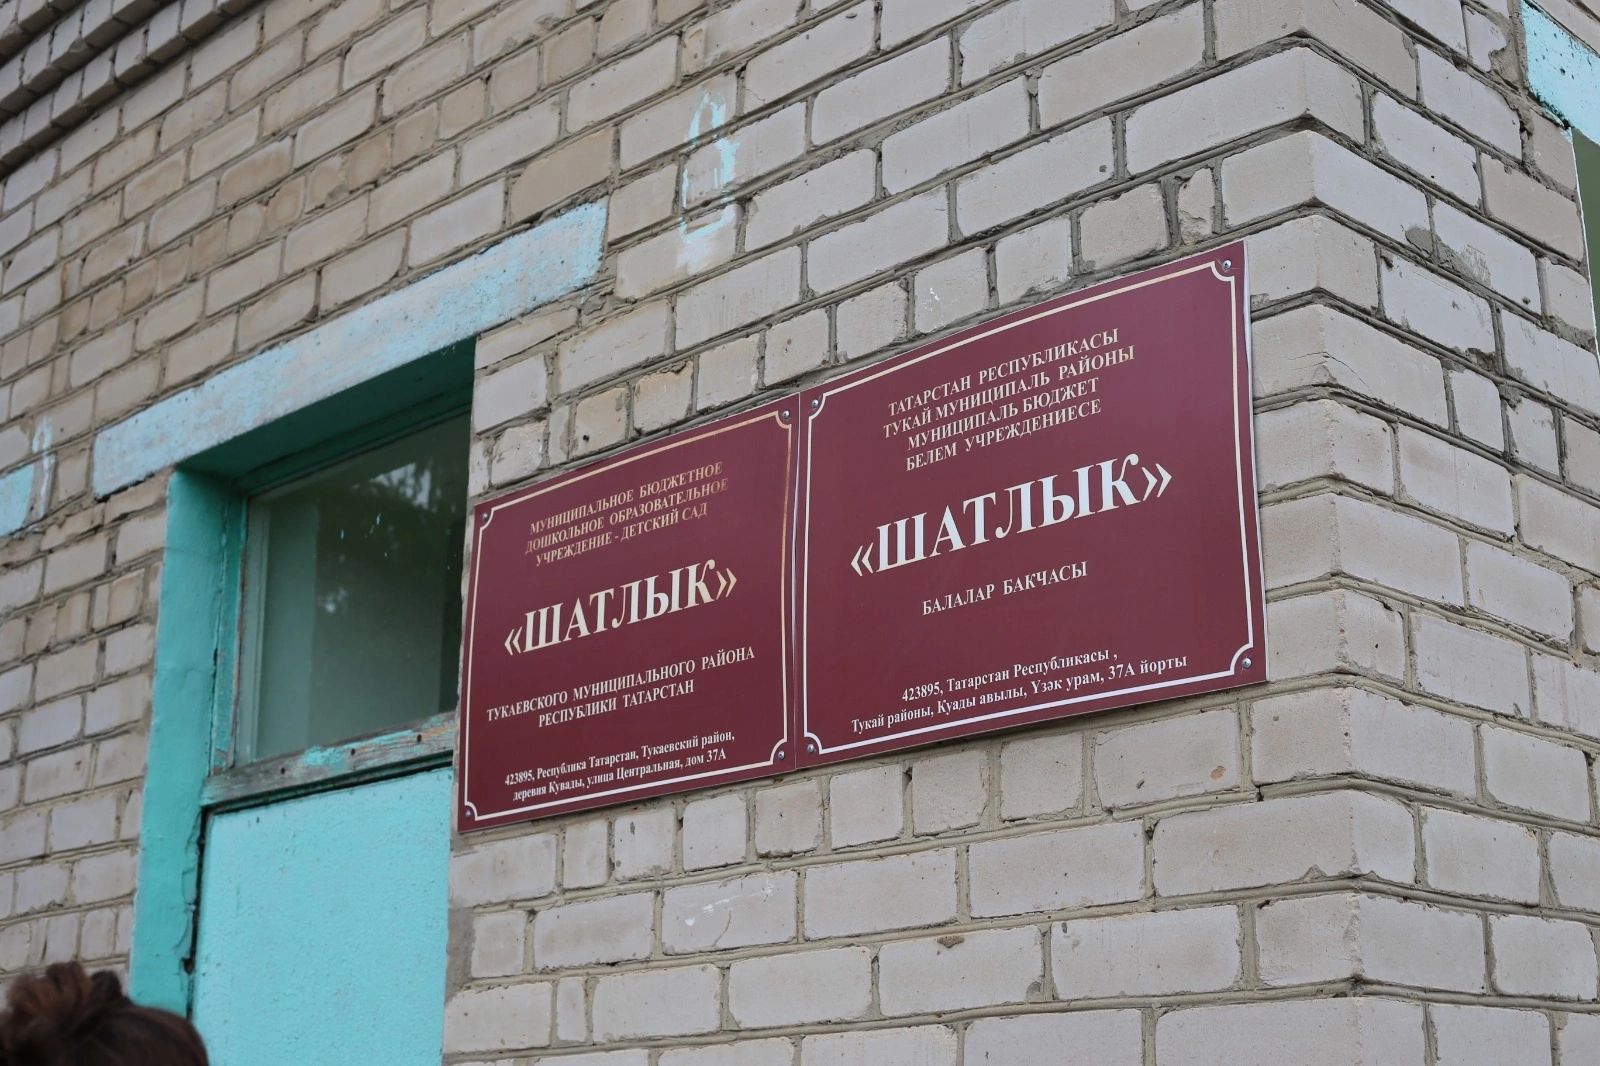 МУНИЦИПАЛЬНОЕ БЮДЖЕТНОЕ
ДОШКОЛЬНОЕ ОБРАЗОВАТЕЛЬНОЕ
УЧРЕЖДЕНИЕ - ДЕТСКИЙ САД
«ШАТЛЫК»
ТУКАЕВСКОГО МУНИЦИПАЛЬНОГО РАЙОНА
РЕСПУБЛИКИ ТАТАРСТАН
423895, Республика Татарстан, Тукаевский район,
деревня Кувады, улица Центральная, дом 37А
ТАТАРСТАН РЕСПУБЛИКАСЫ
ТУКАЙ МУНИЦИПАЛЬ РАЙОНЫ
МУНИЦИПАЛЬ БЮДЖЕТ
БЕЛЕМ УЧРЕЖДЕНИЕСЕ
«ШАТЛЫК»
БАЛАЛАР БАКЧАСЫ
423895, Татарстан Республикасы ,
Тукай районы, Куады авылы, Үзәк урам, 37А йорты